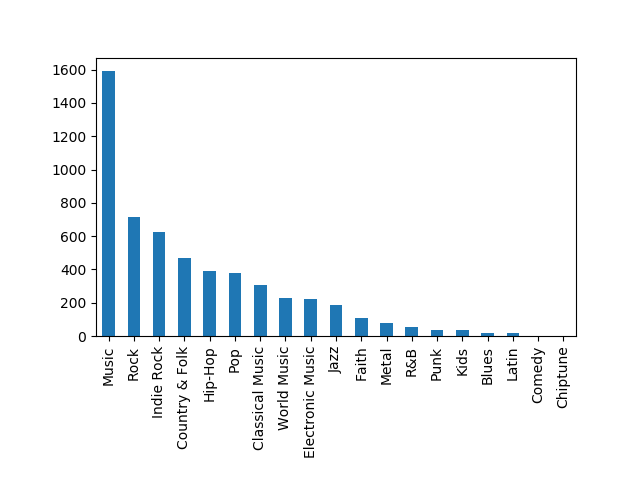 1600
1400
1200
1000
800
600
400
200
0
Music
Rock
Indie Rock
Country & Folk
Hip-Hop
Pop
Classical Music
World Music
Electronic Music
Jazz
Faith
Metal
R&B
Punk
Kids
Blues
Latin
Comedy
Chiptune